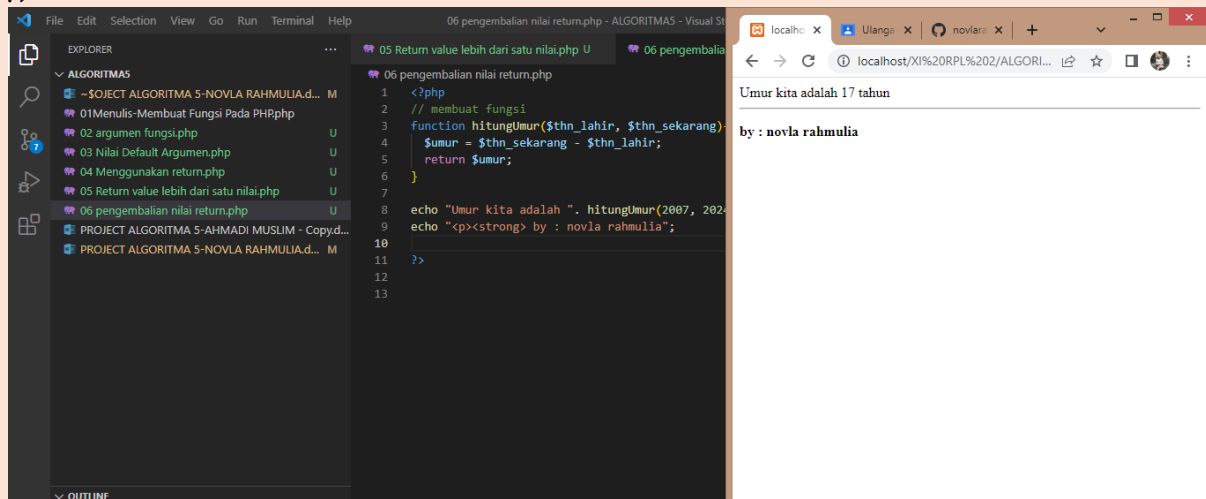 File Edit Selection View Go Run Terminal Help 06 pengembalian nilai return.php - ALGORITMA5 - Visual St
EXPLORER ...
ALGORITMA5
~$OJECT ALGORITMA 5-NOVLA RAHMULIA.d... M
01Menulis-Membuat Fungsi Pada PHP.php
02 argumen fungsi.php U
03 Nilai Default Argumen.php U
04 Menggunakan return.php U
05 Return value lebih dari satu nilai.php U
06 pengembalian nilai return.php U
PROJECT ALGORITMA 5-AHMADI MUSLIM - Copy.d...
PROJECT ALGORITMA 5-NOVLA RAHMULIA.d... M
7
OUTLINE
05 Return value lebih dari satu nilai.php U 06 pengembalia
06 pengembalian nilai return.php
1 <?php
2 // membuat fungsi
3 function hitungUmur($thn_lahir, $thn_sekarang){
4 $umur = $thn_sekarang - $thn_lahir;
5 return $umur;
6 }
7
8 echo "Umur kita adalah ". hitungUmur(2007, 2024
9 echo "<p><strong> by : novla rahmulia";
10
11 ?>
12
13
localho Ulanga novlara
localhost/XI%20RPL%202/ALGORI...
Umur kita adalah 17 tahun
by : novla rahmulia